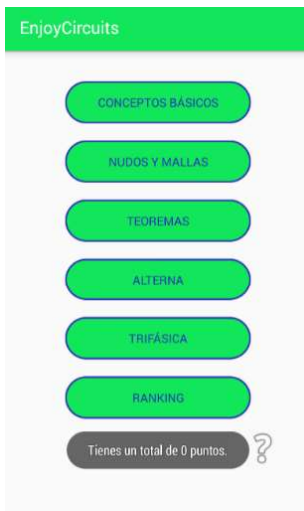 EnjoyCircuits
CONCEPTOS BÁSICOS
NUDOS Y MALLAS
TEOREMAS
ALTERNA
TRIFÁSICA
RANKING
Tienes un total de 0 puntos.
?